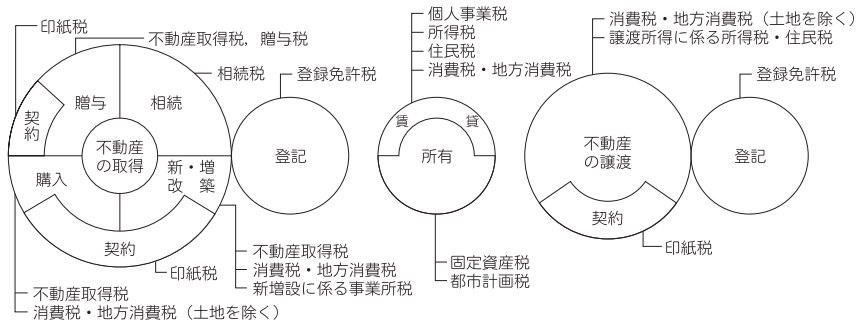 印紙税
不動産取得税，贈与税
相続税
登録免許税
契約
贈与
相続
不動産
の取得
購入
新・増
改　築
契約
登記
印紙税
不動産取得税
消費税・地方消費税
新増設に係る事業所税
不動産取得税
消費税・地方消費税（土地を除く）
個人事業税
所得税
住民税
消費税・地方消費税
賃　貸
所有
固定資産税
都市計画税
消費税・地方消費税（土地を除く）
譲渡所得に係る所得税・住民税
登録免許税
不動産
の譲渡
契約
登記
印紙税